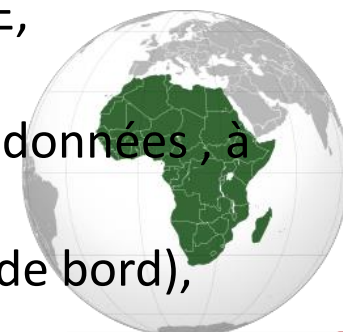 données , à
de bord),